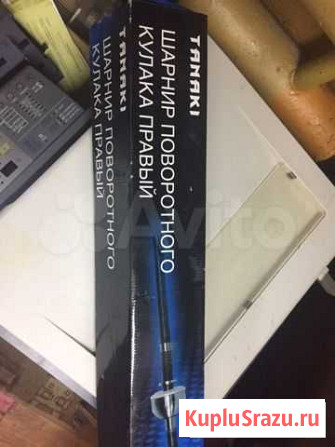 TANAKI
ШАРНИР ПОВОРОТНОГО
КУЛАКА ПРАВЫЙ
TANAKI
ШАРНИР ПОВОРОТНОГО
КУЛАКА ПРАВЫЙ
Avito
KupluSrazu.ru